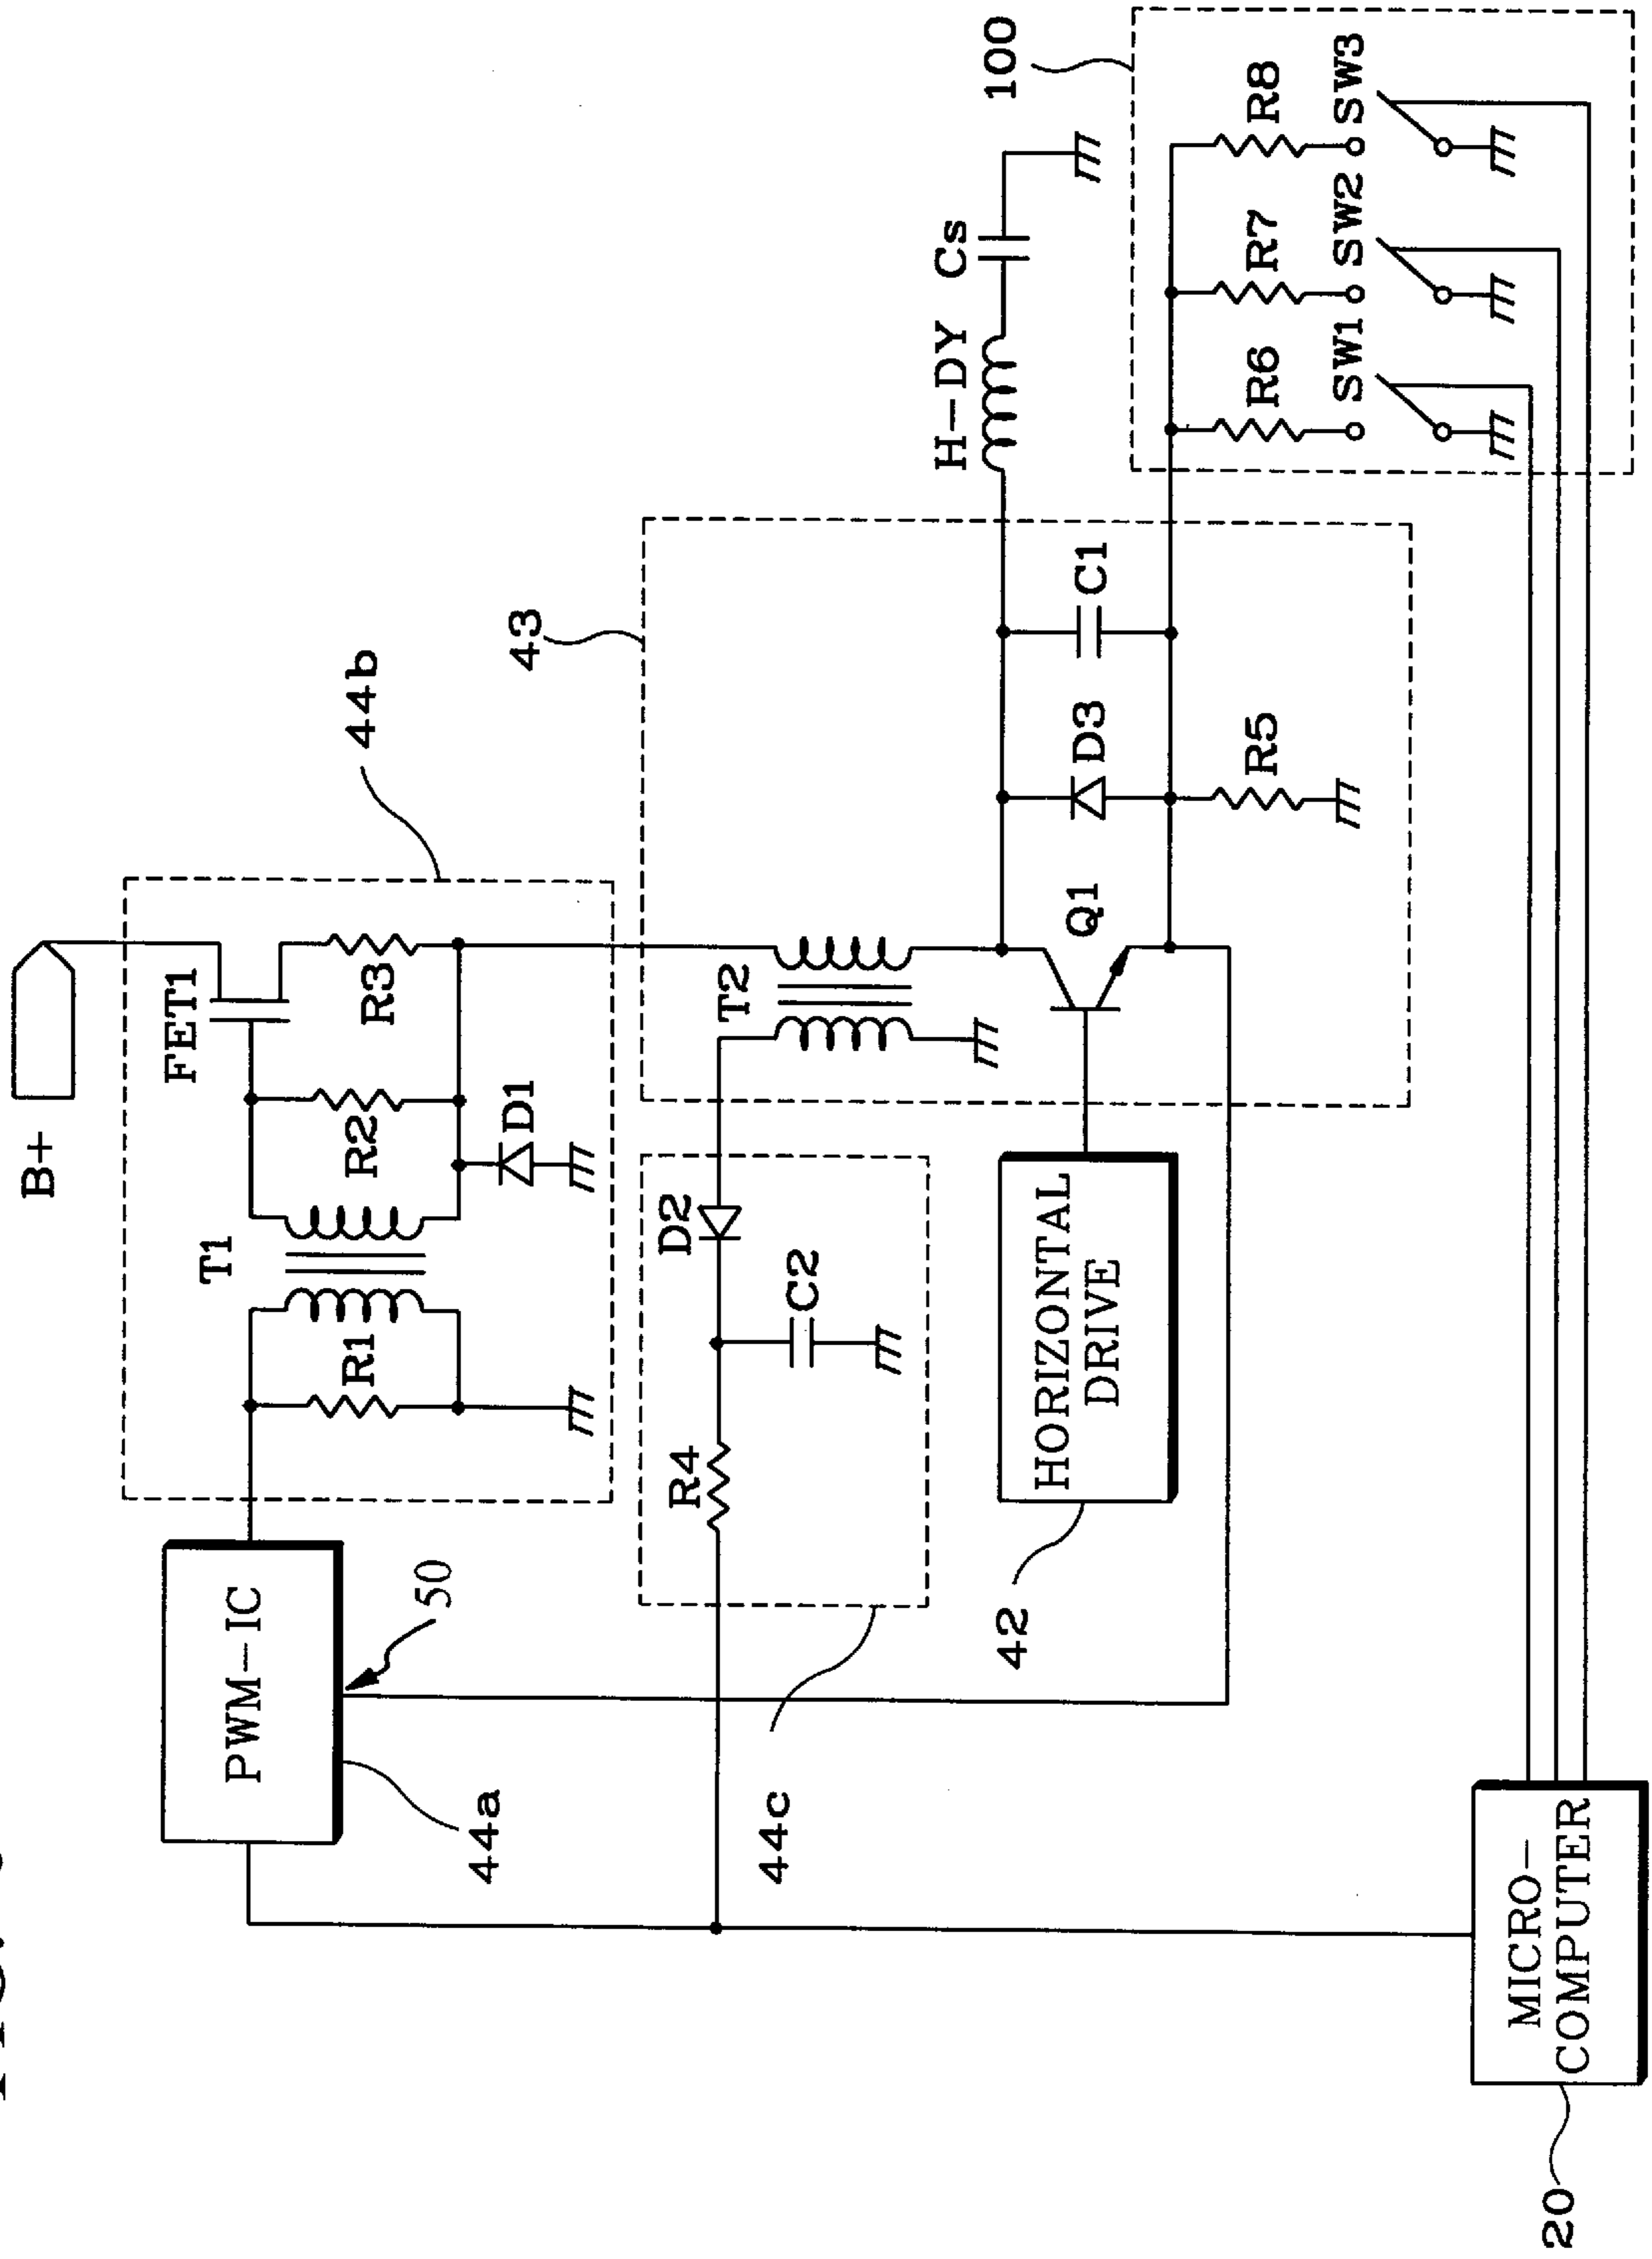 B+
FET1
R3
R2
T1
R1
D1
44b
PWM-IC
50
44a
43
T2
Q1
D3
C1
R5
H-DY
Cs
D2
C2
R4
44c
HORIZONTAL
DRIVE
42
100
R6
R7
R8
SW1
SW2
SW3
MICRO-
COMPUTER
20